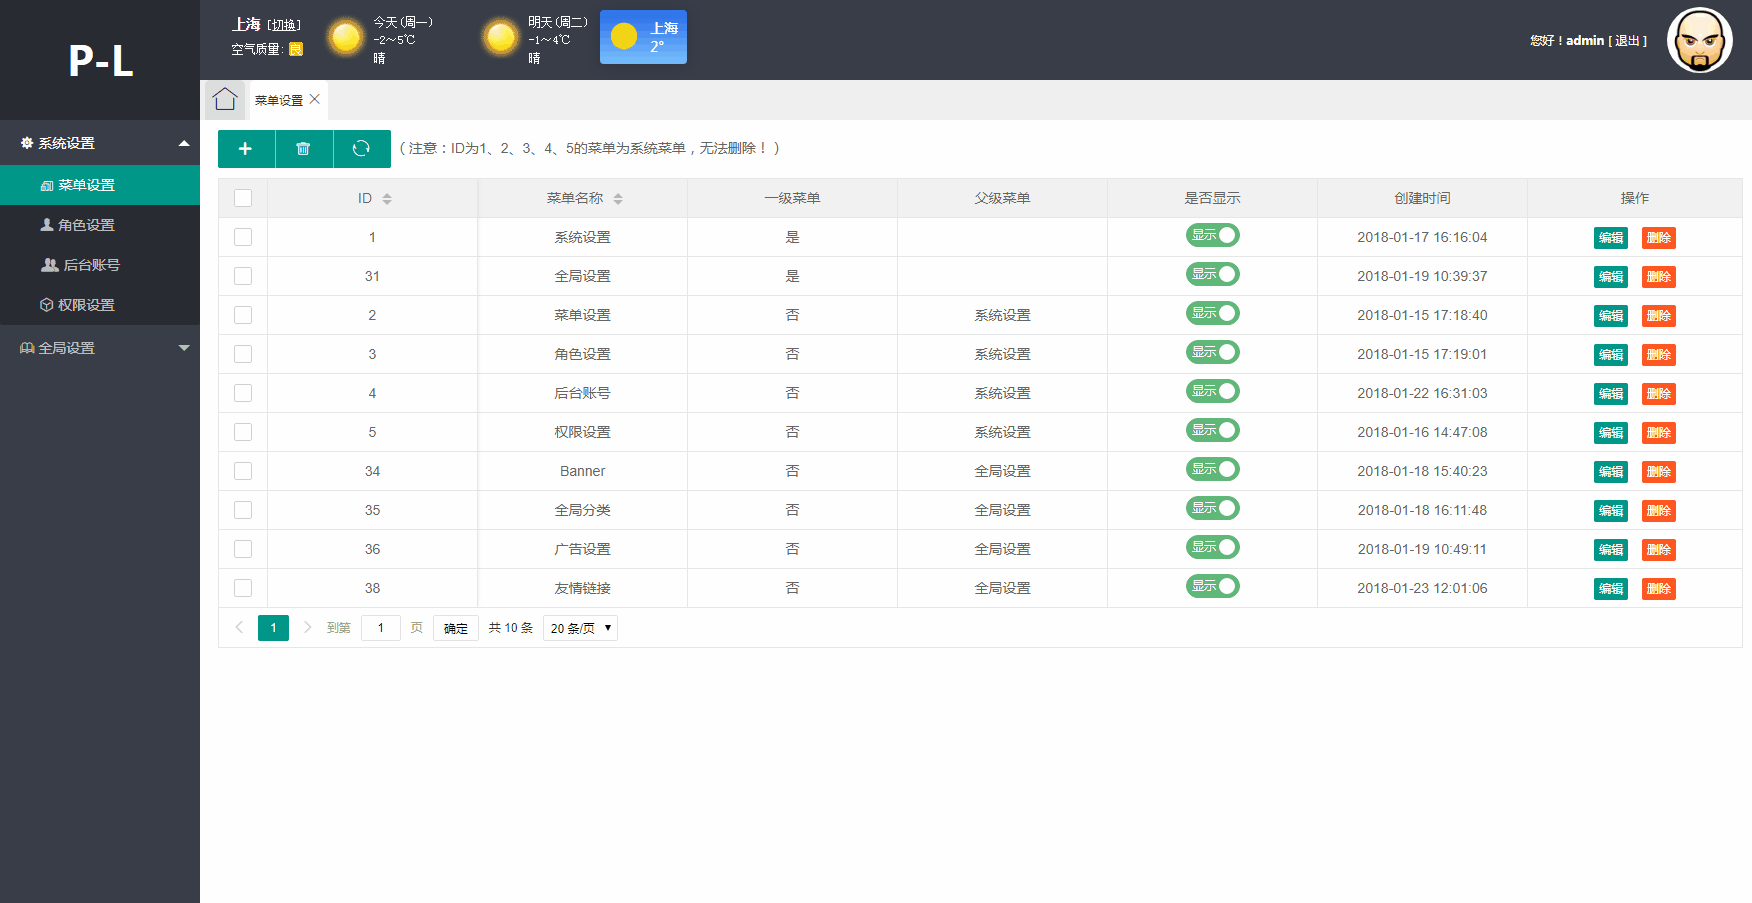 P-L
系统设置
菜单设置
角色设置
后台账号
权限设置
全局设置
上海 [切换]
空气质量: 良
今天(周一)
-2~5℃
晴
明天(周二)
-1~4℃
晴
上海
2°
您好！admin [ 退出 ]
菜单设置
( 注意：ID为1、2、3、4、5的菜单为系统菜单，无法删除！ )
ID 菜单名称 一级菜单 父级菜单 是否显示 创建时间 操作
1 系统设置 是 显示 2018-01-17 16:16:04 编辑 删除
31 全局设置 是 显示 2018-01-19 10:39:37 编辑 删除
2 菜单设置 否 系统设置 显示 2018-01-15 17:18:40 编辑 删除
3 角色设置 否 系统设置 显示 2018-01-15 17:19:01 编辑 删除
4 后台账号 否 系统设置 显示 2018-01-22 16:31:03 编辑 删除
5 权限设置 否 系统设置 显示 2018-01-16 14:47:08 编辑 删除
34 Banner 否 全局设置 显示 2018-01-18 15:40:23 编辑 删除
35 全局分类 否 全局设置 显示 2018-01-18 16:11:48 编辑 删除
36 广告设置 否 全局设置 显示 2018-01-19 10:49:11 编辑 删除
38 友情链接 否 全局设置 显示 2018-01-23 12:01:06 编辑 删除
1 到第 1 页 确定 共 10 条 20 条/页